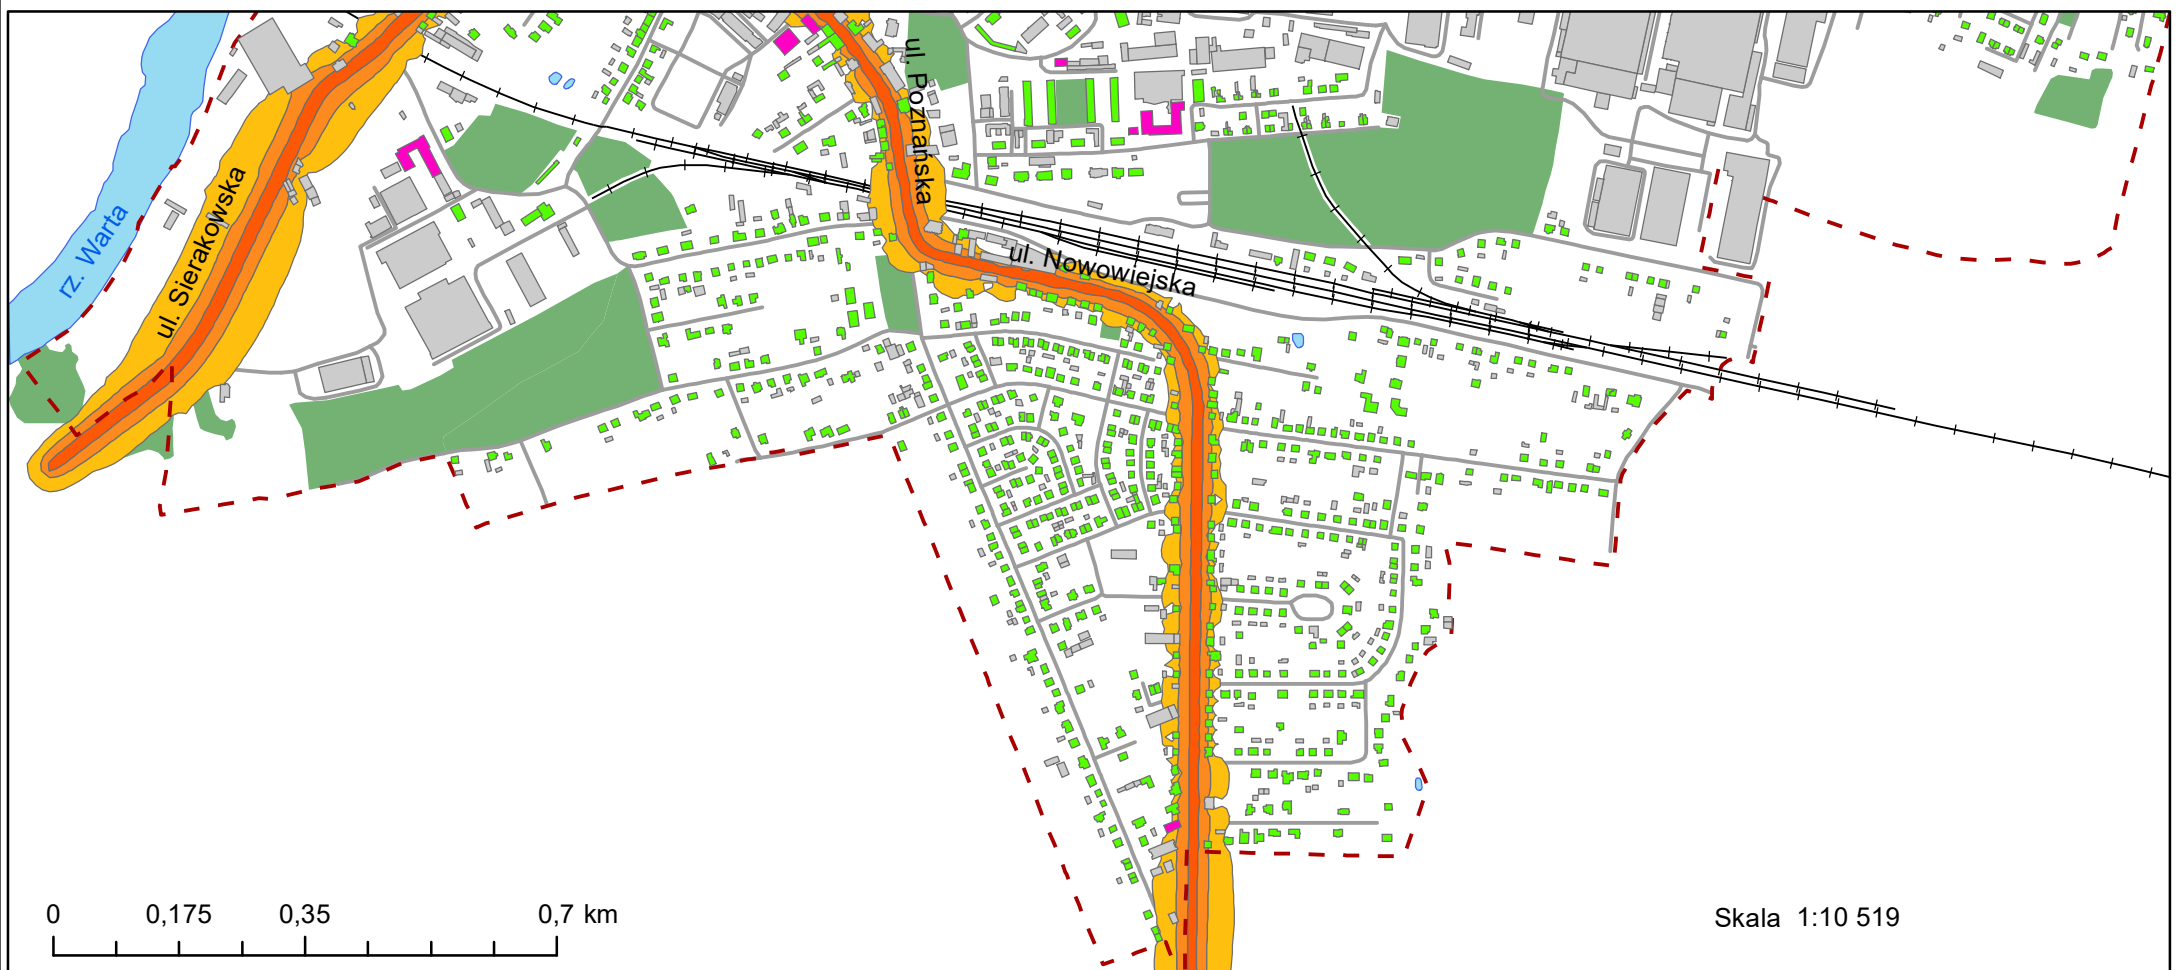 ul. Poznańska
rz. Warta
ul. Sierakowska
ul. Nowowiejska
0 0,175 0,35 0,7 km
Skala 1:10 519